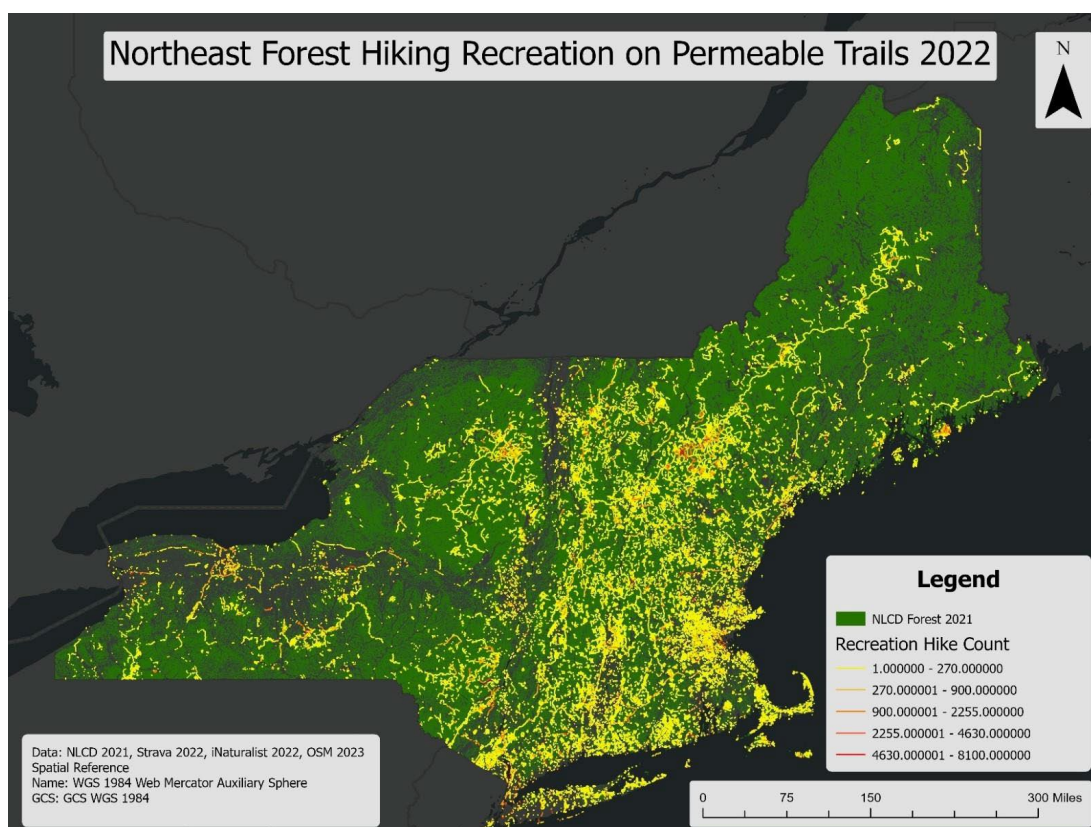 Northeast Forest Hiking Recreation on Permeable Trails 2022
N
Legend
NLCD Forest 2021
Recreation Hike Count
1.000000 - 270.000000
270.000001 - 900.000000
900.000001 - 2255.000000
2255.000001 - 4630.000000
4630.000001 - 8100.000000
Data: NLCD 2021, Strava 2022, iNaturalist 2022, OSM 2023
Spatial Reference
Name: WGS 1984 Web Mercator Auxiliary Sphere
GCS: GCS WGS 1984
0 75 150 300 Miles